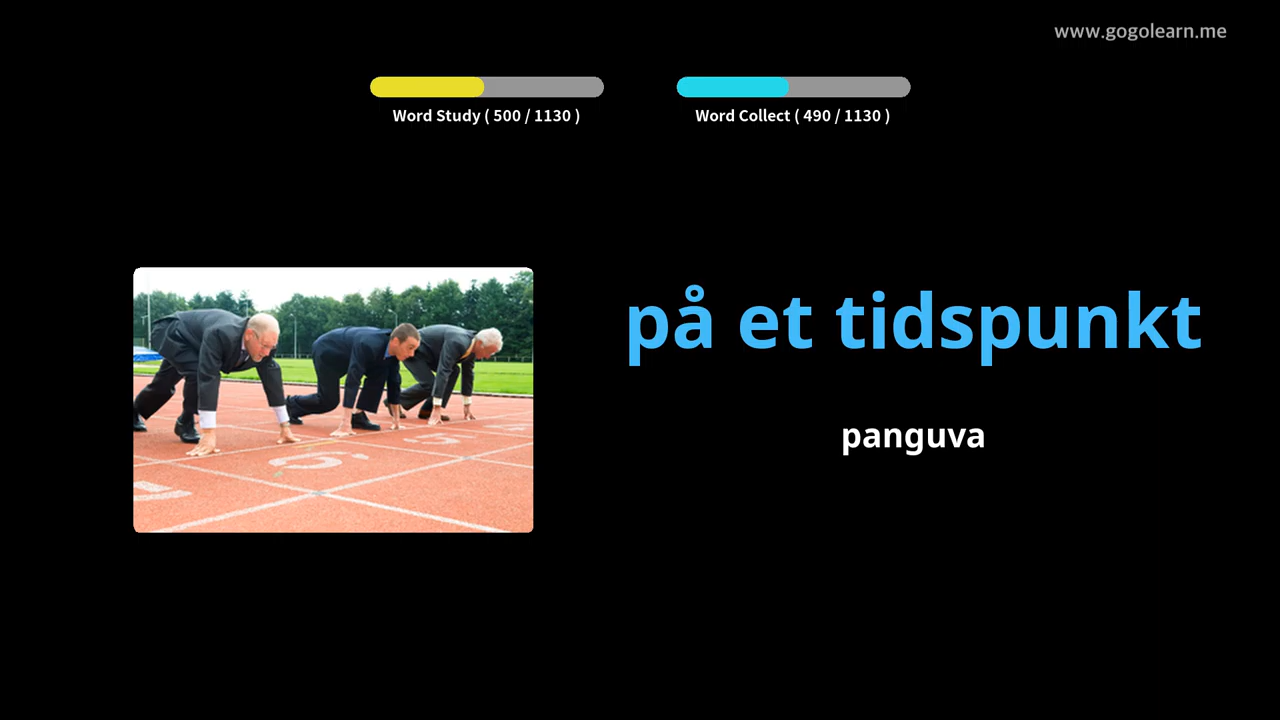 www.gogolearn.me
Word Study ( 500 / 1130 )
Word Collect ( 490 / 1130 )
på et tidspunkt
panguva